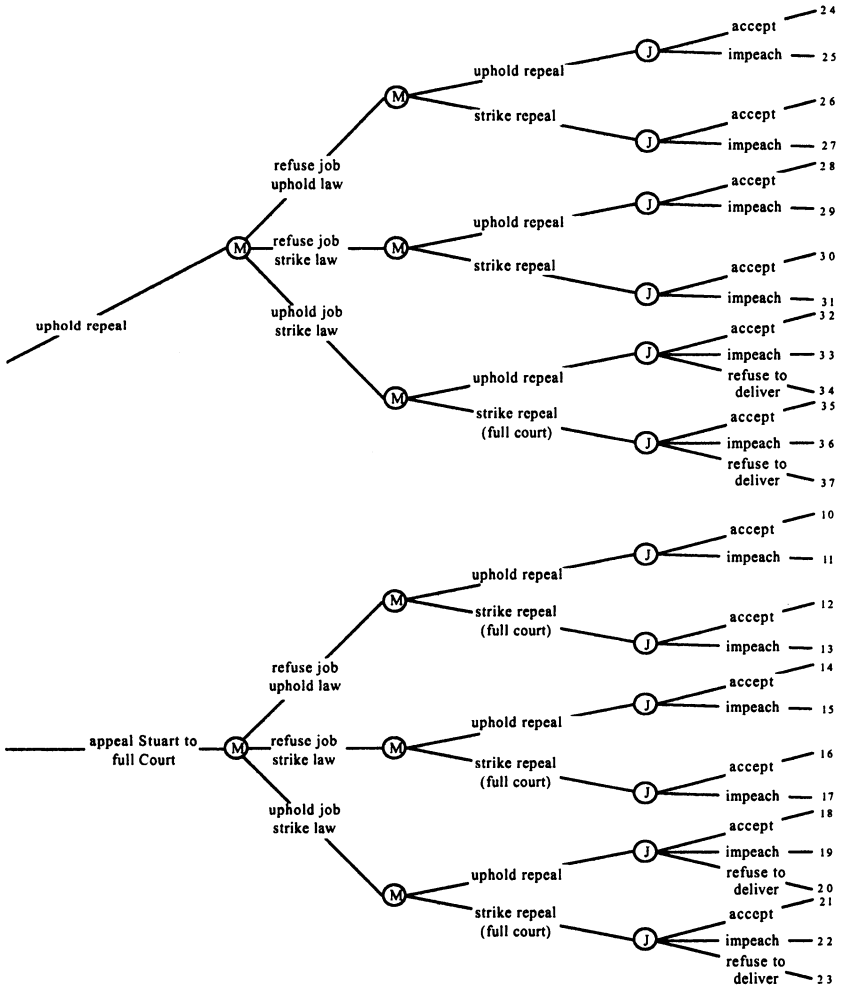 24
accept
J
impeach
25
uphold repeal
M
strike repeal
26
accept
J
impeach
27
refuse job
uphold law
28
accept
J
impeach
29
uphold repeal
M
refuse job
strike law
M
strike repeal
30
accept
J
impeach
31
uphold repeal
uphold job
strike law
32
accept
J
impeach
33
refuse to
deliver
34
uphold repeal
M
strike repeal
(full court)
35
accept
J
impeach
36
refuse to
deliver
37
10
accept
J
impeach
11
uphold repeal
M
strike repeal
(full court)
12
accept
J
impeach
13
refuse job
uphold law
14
accept
J
impeach
15
uphold repeal
appeal Stuart to
full Court
M
refuse job
strike law
M
strike repeal
(full court)
16
accept
J
impeach
17
uphold job
strike law
18
accept
J
impeach
19
refuse to
deliver
20
uphold repeal
M
strike repeal
(full court)
21
accept
J
impeach
22
refuse to
deliver
23